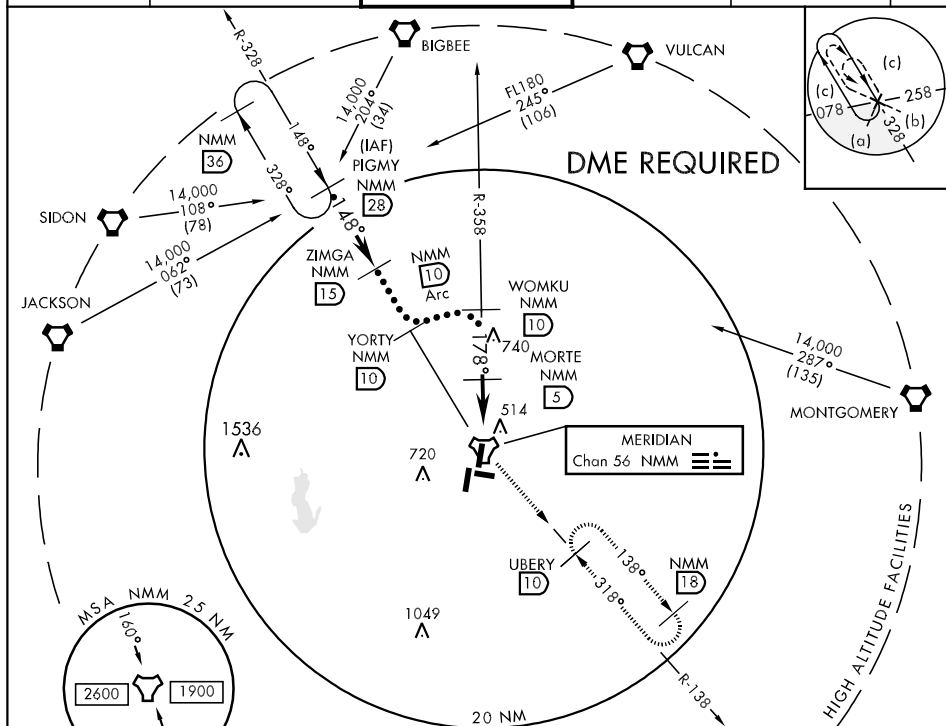 R-328
BIGBEE
VULCAN
14,000
204°
(34)
FL180
245°
(106)
(c)
(c)
078
258
(b)
328
(a)
148°
328°
NMM
36
(IAF)
PIGMY
NMM
28
DME REQUIRED
SIDON
14,000
108°
(78)
148°
R-358
14,000
062°
(73)
JACKSON
ZIMGA
NMM
15
NMM
10
Arc
WOMKU
NMM
10
YORTY
NMM
10
178°
740
MORTE
NMM
5
14,000
287°
(135)
MONTGOMERY
514
1536
720
MERIDIAN
Chan 56 NMM
UBERY
10
138°
318°
NMM
18
1049
MSA NMM 25 NM
160°
2600
1900
R-138
20 NM
HIGH ALTITUDE FACILITIES